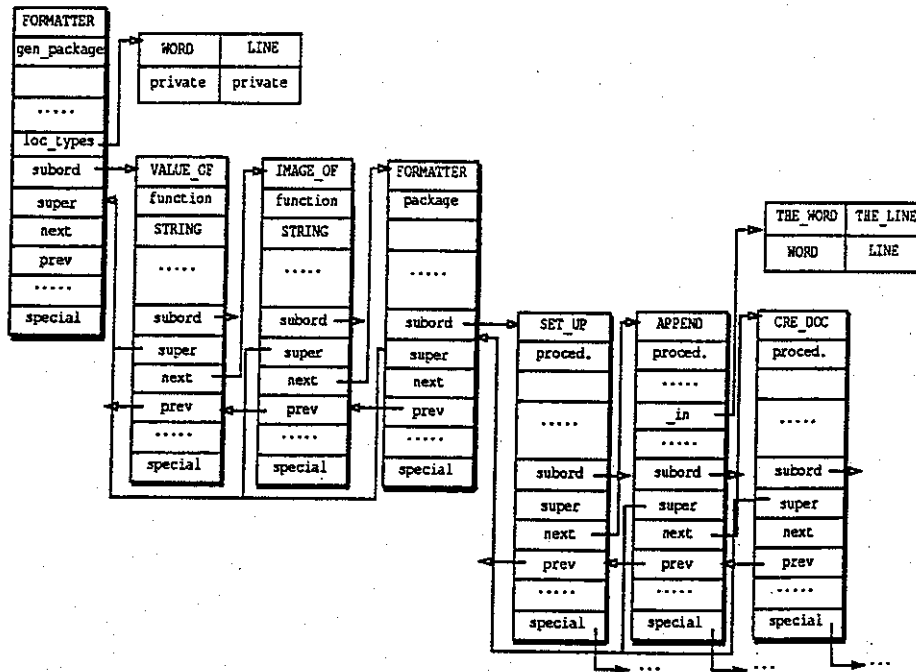 FORMATTER
gen_package
.....
loc_types
subord
super
next
prev
.....
special
WORD LINE
private private
VALUE_OF
function
STRING
.....
subord
super
next
prev
.....
special
IMAGE_OF
function
STRING
.....
subord
super
next
prev
.....
special
FORMATTER
package
.....
subord
super
next
prev
.....
special
THE_WORD THE_LINE
WORD LINE
SET_UP
proced.
.....
subord
super
next
prev
.....
special
...
APPEND
proced.
.....
_in
.....
subord
super
next
prev
.....
special
...
CRE_DOC
proced.
.....
subord
super
next
prev
.....
special
...